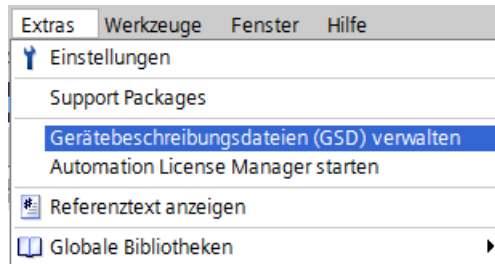 Extras Werkzeuge Fenster Hilfe
Einstellungen
Support Packages
Gerätebeschreibungsdateien (GSD) verwalten
Automation License Manager starten
Referenztext anzeigen
Globale Bibliotheken